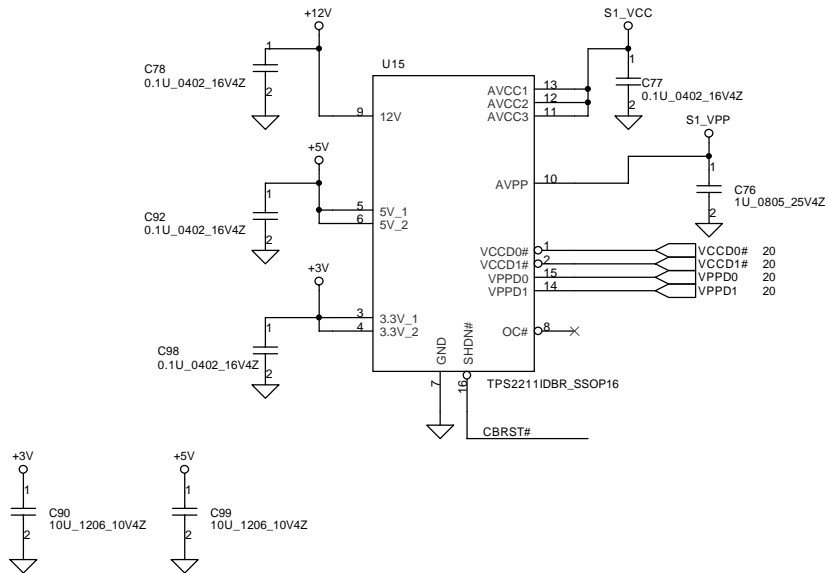 +12V
S1_VCC
1
C78
0.1U_0402_16V4Z
2
U15
1
C77
0.1U_0402_16V4Z
2
AVCC1 13
AVCC2 12
AVCC3 11
9 12V
S1_VPP
+5V
1
C92
0.1U_0402_16V4Z
2
AVPP 10
1
C76
1U_0805_25V4Z
2
5 5V_1
6 5V_2
VCCD0# 1
VCCD1# 2
VPPD0 15
VPPD1 14
VCCD0# 20
VCCD1# 20
VPPD0 20
VPPD1 20
+3V
1
C98
0.1U_0402_16V4Z
2
3 3.3V_1
4 3.3V_2
OC# 8
GND
SHDN#
7
16
TPS2211IDBR_SSOP16
CBRST#
+3V
1
C90
10U_1206_10V4Z
2
+5V
1
C99
10U_1206_10V4Z
2